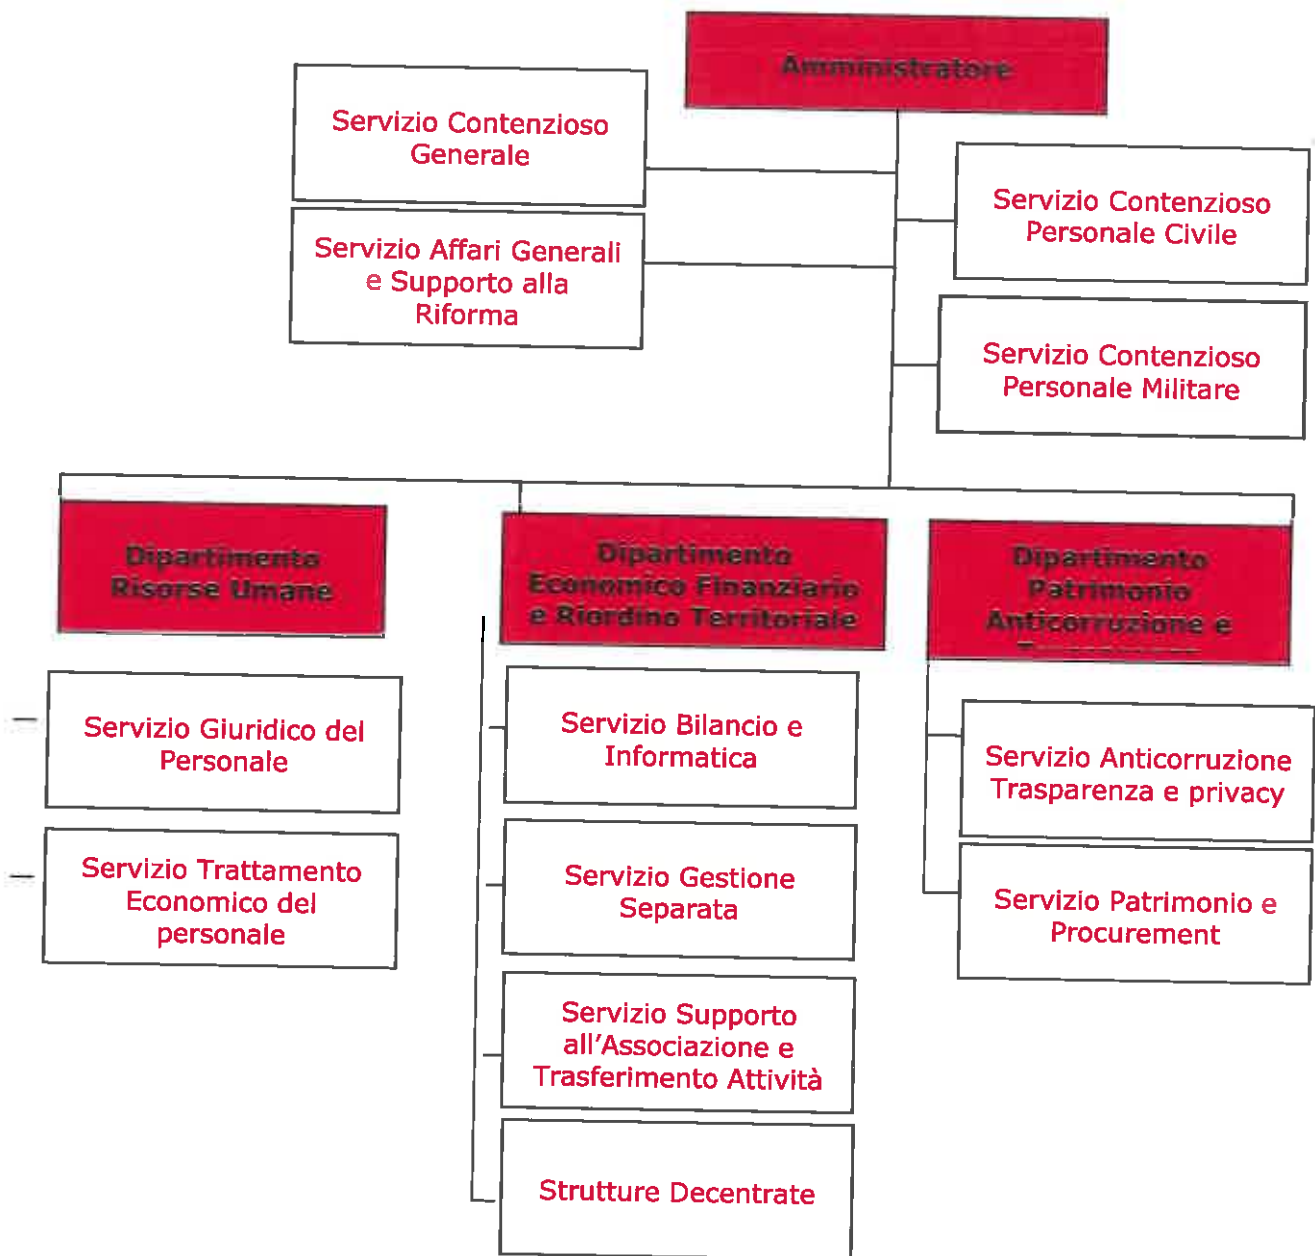 Amministratore
Servizio Contenzioso
Generale
Servizio Contenzioso
Personale Civile
Servizio Affari Generali
e Supporto alla
Riforma
Servizio Contenzioso
Personale Militare
Dipartimento
Risorse Umane
Dipartimento
Economico Finanziario
e Riordino Territoriale
Dipartimento
Patrimonio
Anticorruzione e
Servizio Giuridico del
Personale
Servizio Trattamento
Economico del
personale
Servizio Bilancio e
Informatica
Servizio Gestione
Separata
Servizio Supporto
all'Associazione e
Trasferimento Attività
Strutture Decentrate
Servizio Anticorruzione
Trasparenza e privacy
Servizio Patrimonio e
Procurement